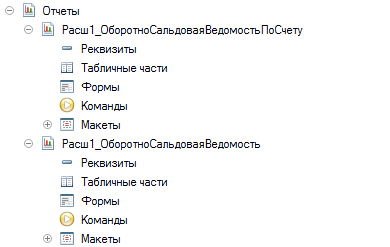 Отчеты
Расш1_ОборотноСальдоваяВедомостьПоСчету
Реквизиты
Табличные части
Формы
Команды
Макеты
Расш1_ОборотноСальдоваяВедомость
Реквизиты
Табличные части
Формы
Команды
Макеты